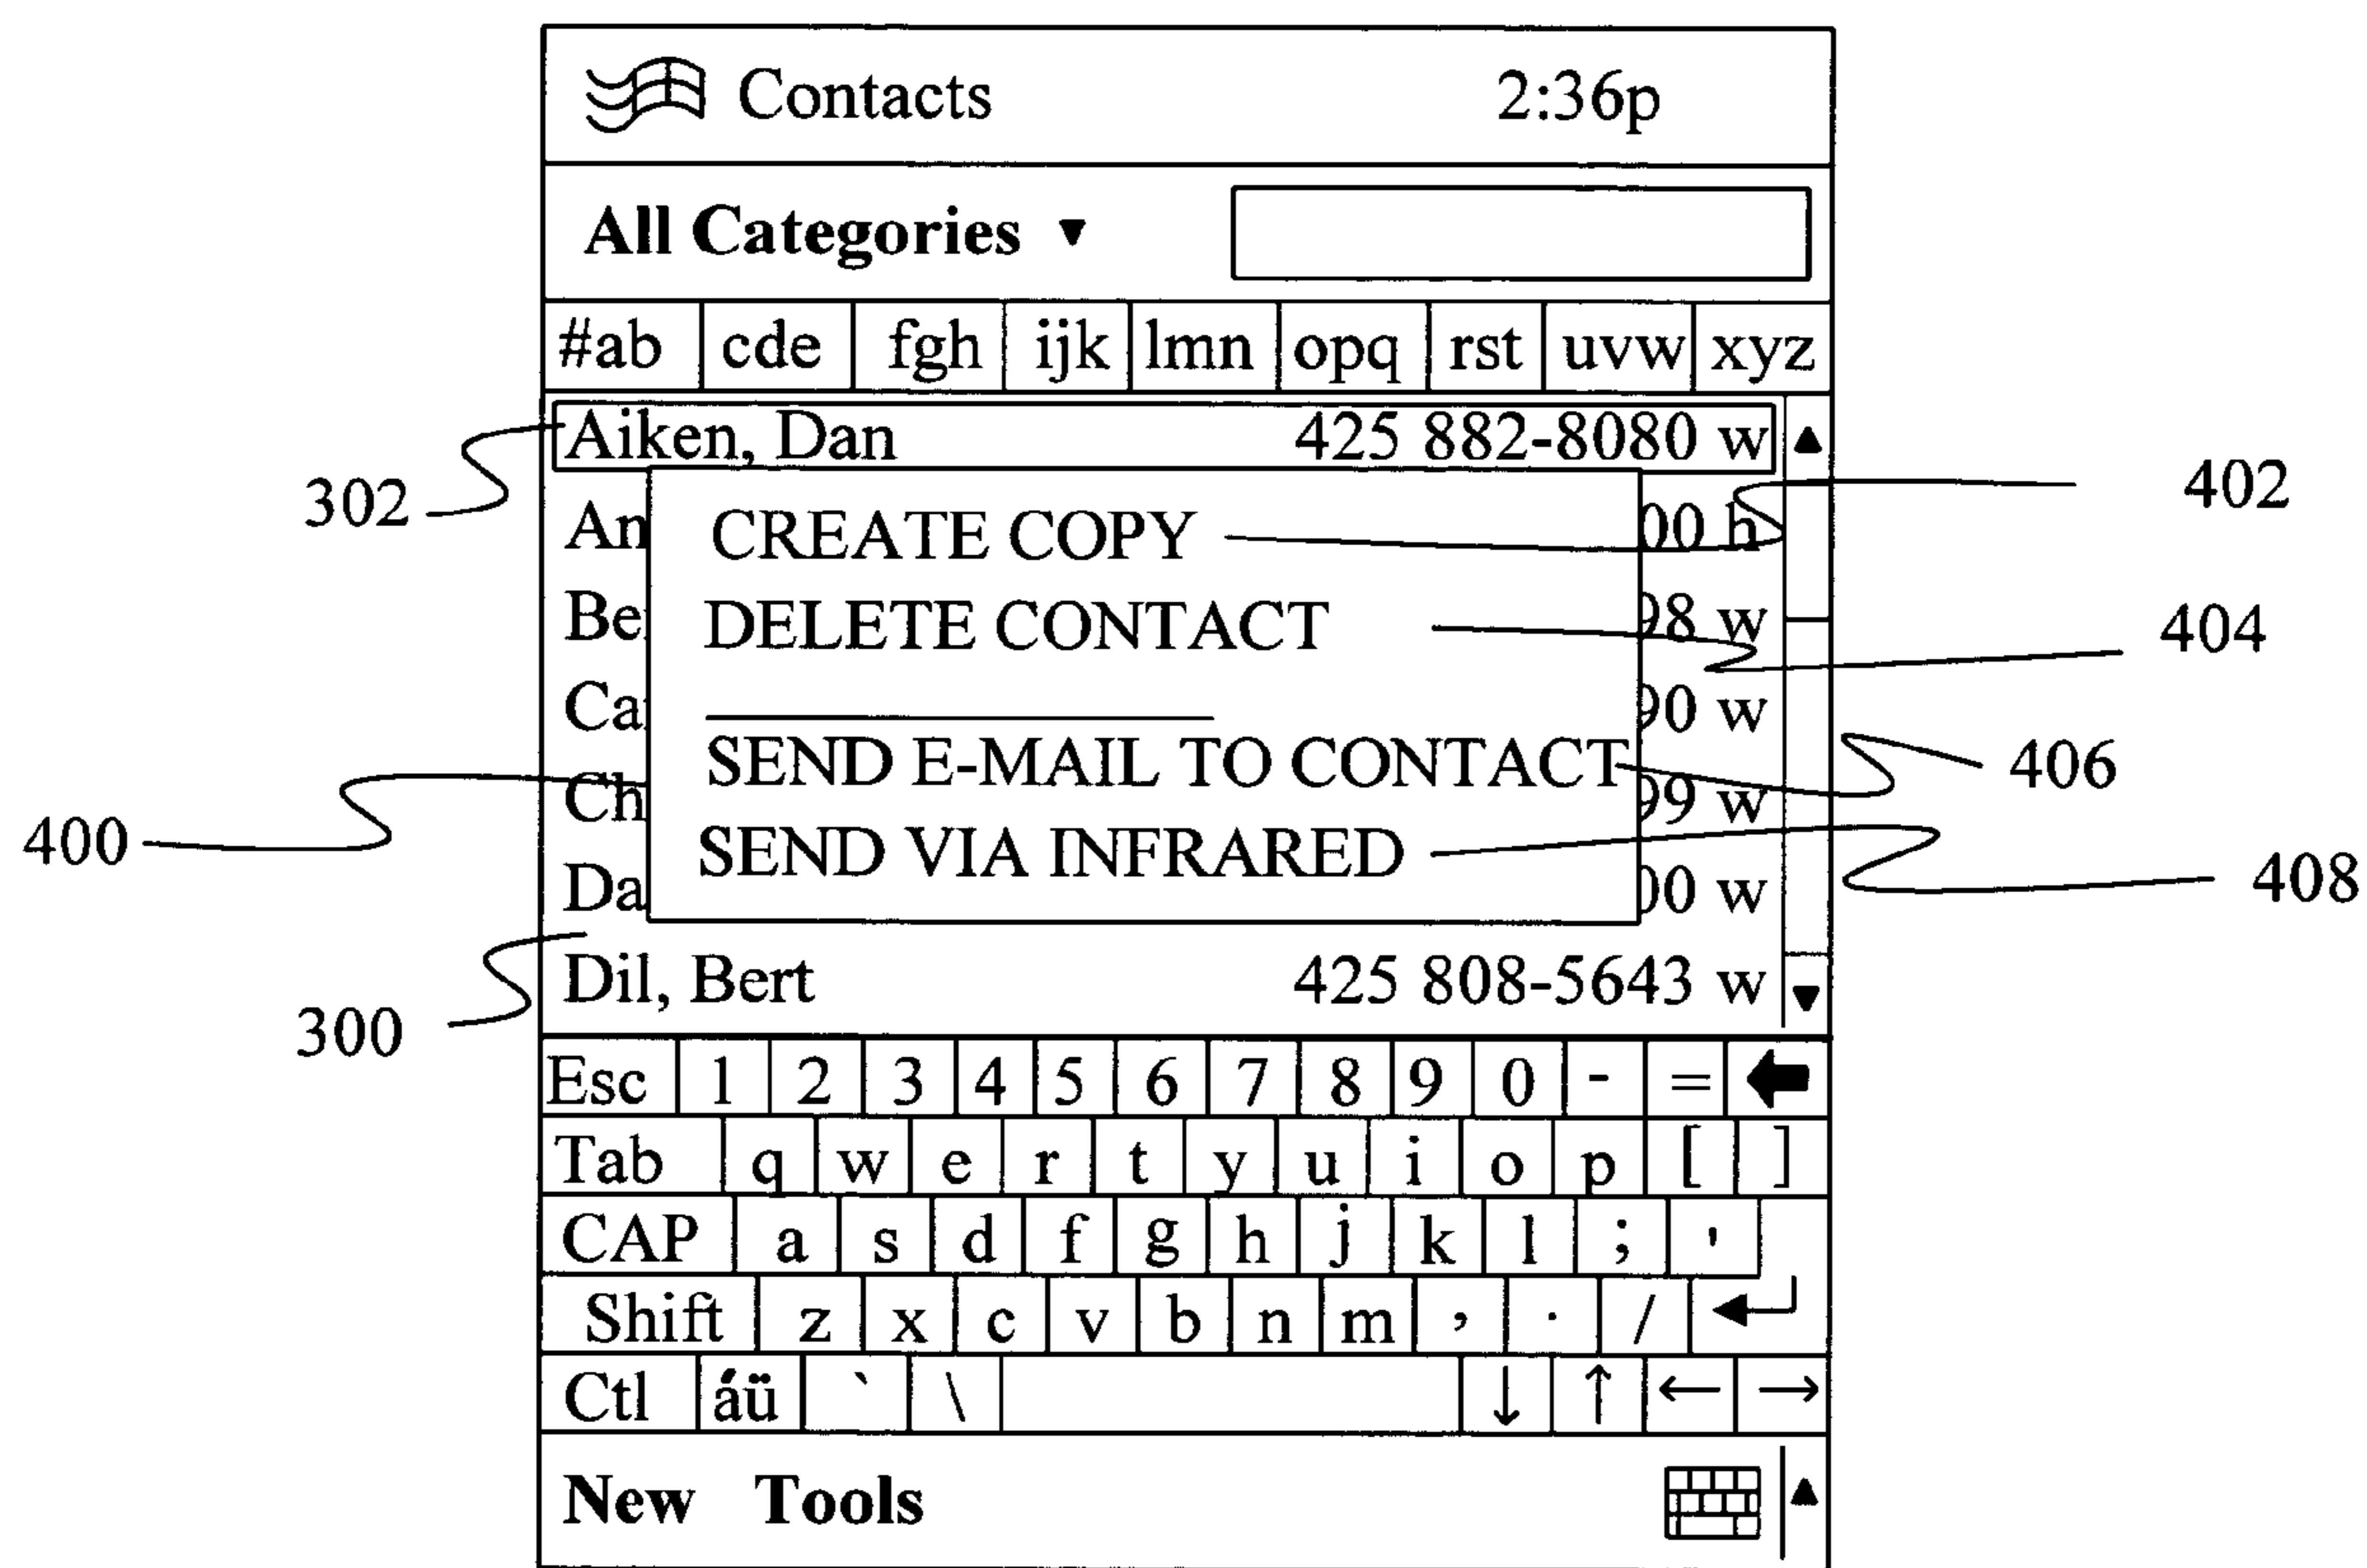 Contacts 2:36p
All Categories ▼
#ab cde fgh ijk lmn opq rst uvw xyz
Aiken, Dan 425 882-8080 w
302
402
An CREATE COPY 00 h
Be DELETE CONTACT 98 w
404
Ca 90 w
SEND E-MAIL TO CONTACT
406
Ch 99 w
400
SEND VIA INFRARED
408
Da 00 w
Dil, Bert 425 808-5643 w
300
Esc 1 2 3 4 5 6 7 8 9 0 - =
Tab q w e r t y u i o p [ ]
CAP a s d f g h j k l ; '
Shift z x c v b n m , . /
Ctl áü ` \ ↓ ↑ ← →
New Tools